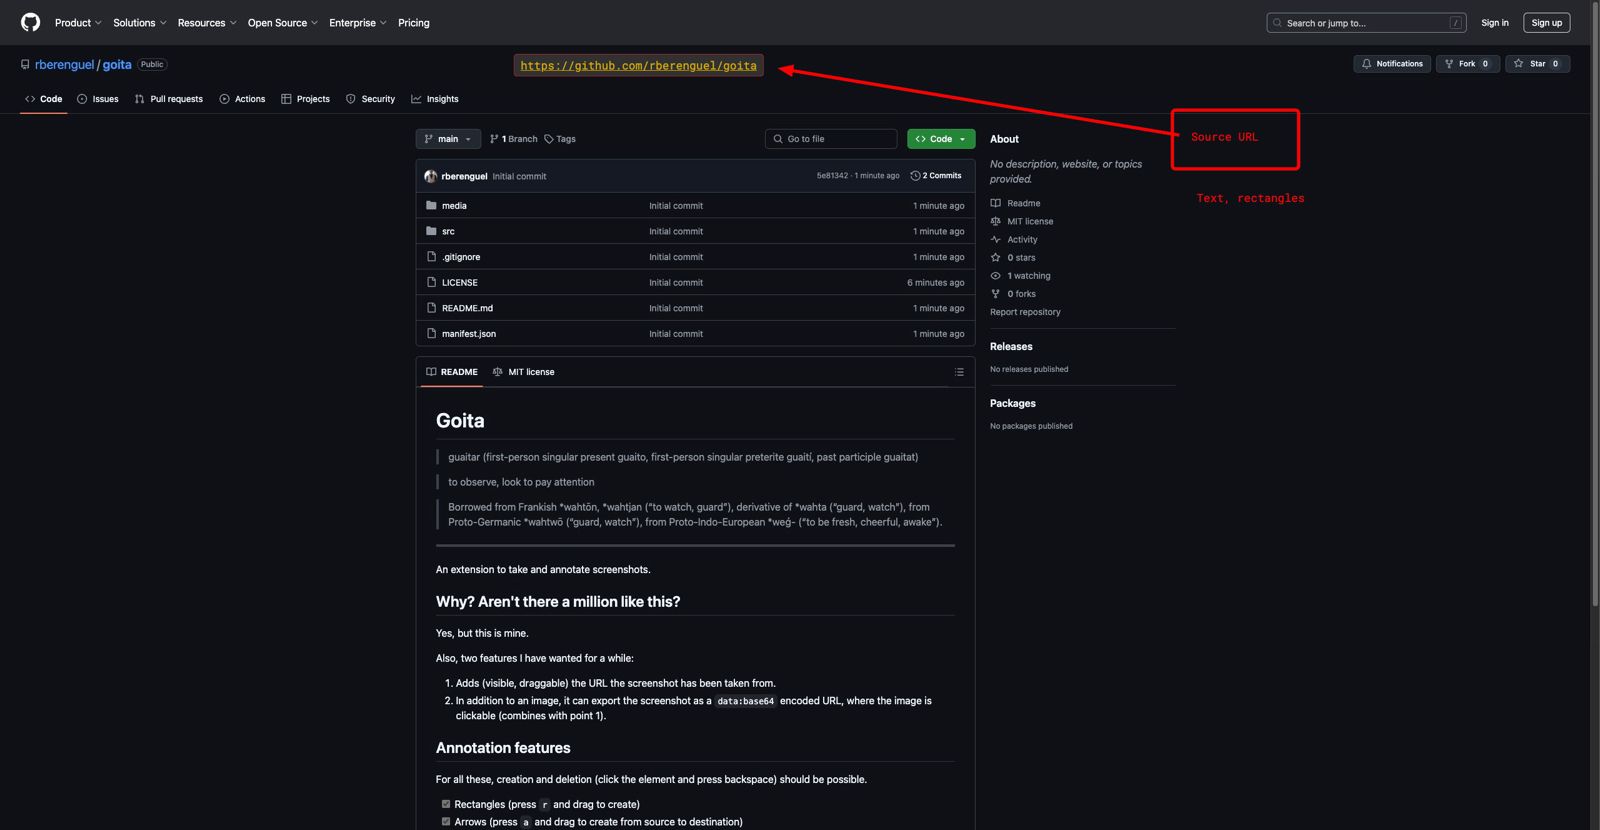 Product Solutions Resources Open Source Enterprise Pricing
Search or jump to... /
Sign in
Sign up
rberenguel/goita Public
https://github.com/rberenguel/goita
Notifications
Fork 0
Star 0
Code Issues Pull requests Actions Projects Security Insights
Source URL
Text, rectangles
main
1 Branch Tags
Go to file
Code
rberenguel Initial commit 5e81342 · 1 minute ago 2 Commits
media Initial commit 1 minute ago
src Initial commit 1 minute ago
.gitignore Initial commit 1 minute ago
LICENSE Initial commit 6 minutes ago
README.md Initial commit 1 minute ago
manifest.json Initial commit 1 minute ago
About
No description, website, or topics
provided.
Readme
MIT license
Activity
0 stars
1 watching
0 forks
Report repository
Releases
No releases published
Packages
No packages published
README MIT license
Goita
guaitar (first-person singular present guaito, first-person singular preterite guaití, past participle guaitat)
to observe, look to pay attention
Borrowed from Frankish *wahtōn, *wahtjan (“to watch, guard”), derivative of *wahta (“guard, watch”), from
Proto-Germanic *wahtwō (“guard, watch”), from Proto-Indo-European *weǵ- (“to be fresh, cheerful, awake”).
An extension to take and annotate screenshots.
Why? Aren't there a million like this?
Yes, but this is mine.
Also, two features I have wanted for a while:
1. Adds (visible, draggable) the URL the screenshot has been taken from.
2. In addition to an image, it can export the screenshot as a data:base64 encoded URL, where the image is
clickable (combines with point 1).
Annotation features
For all these, creation and deletion (click the element and press backspace) should be possible.
Rectangles (press r and drag to create)
Arrows (press a and drag to create from source to destination)